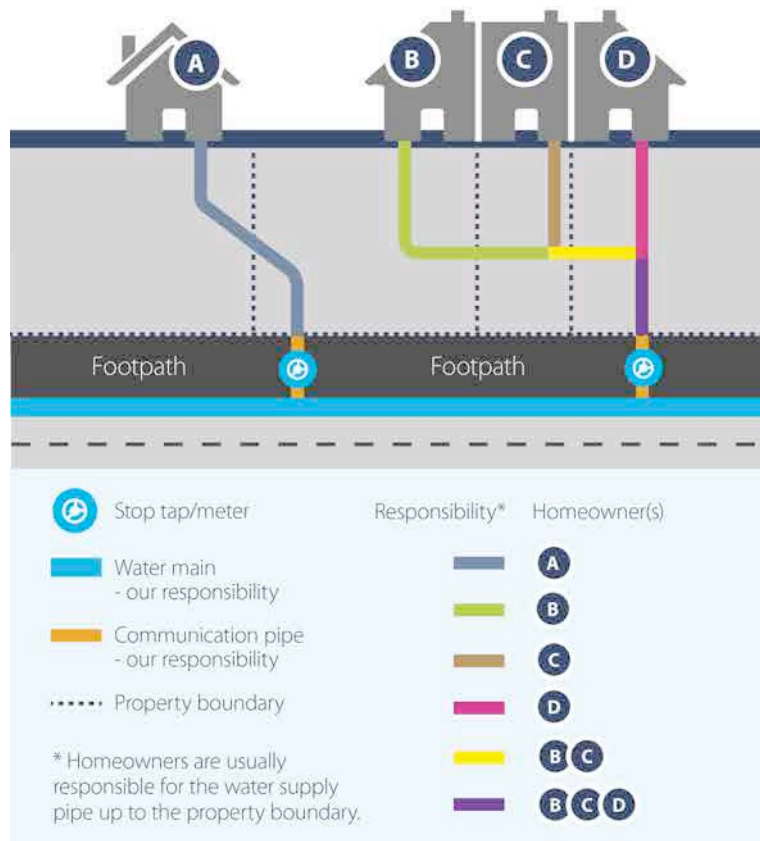 A
B
C
D
Footpath
Footpath
Stop tap/meter
Water main
- our responsibility
Communication pipe
- our responsibility
Property boundary
* Homeowners are usually
responsible for the water supply
pipe up to the property boundary.
Responsibility* Homeowner(s)
A
B
C
D
B C
B C D